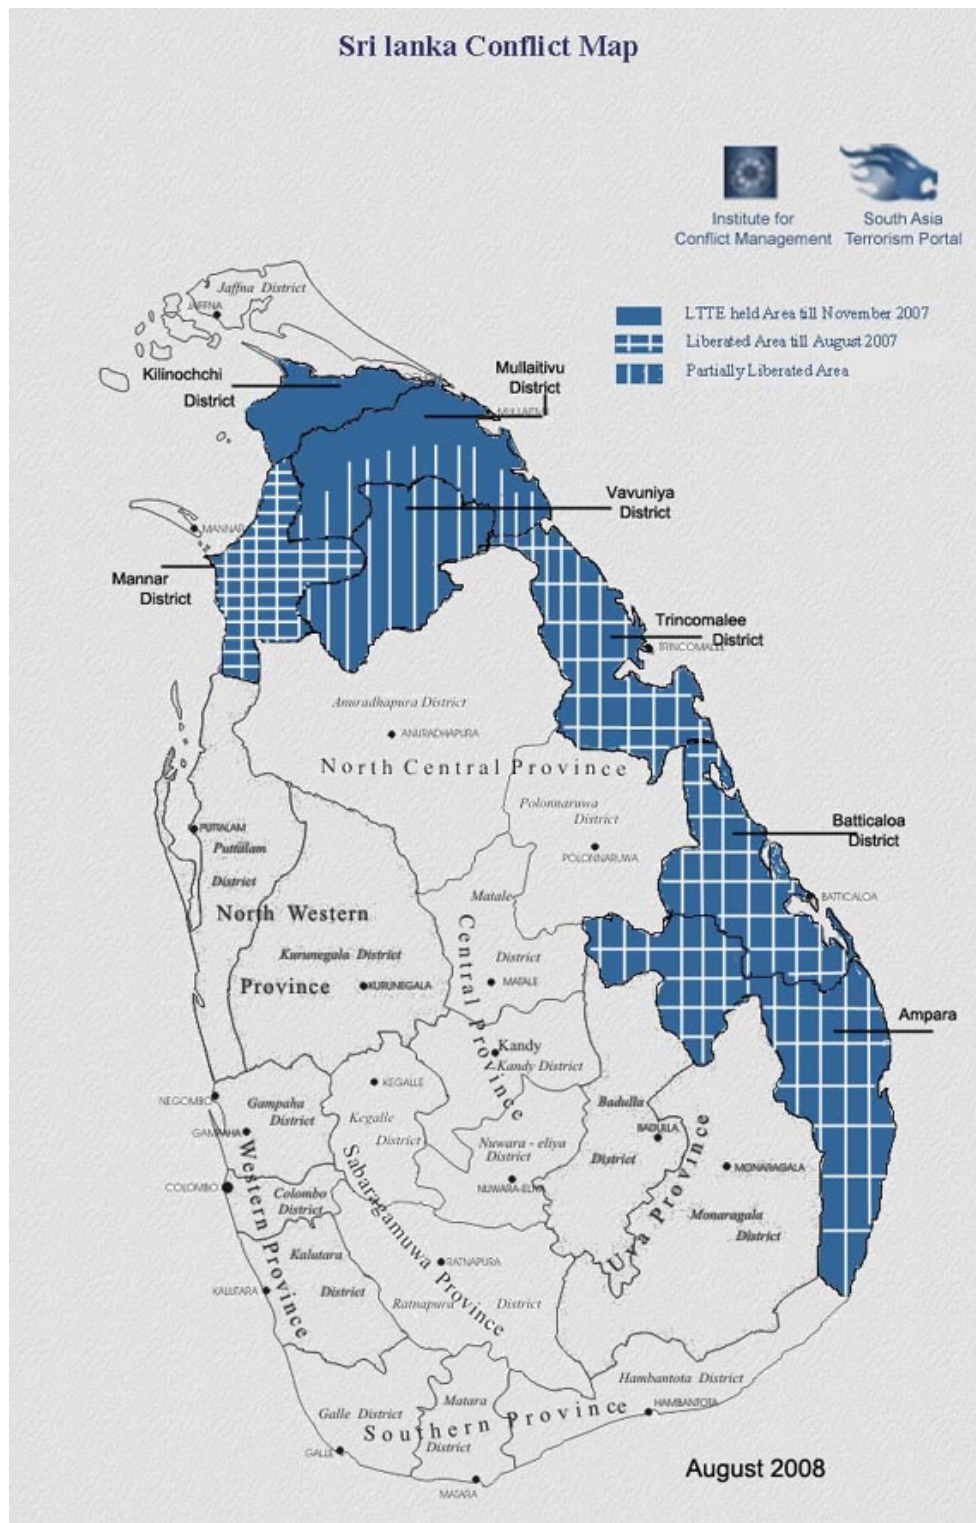 Sri lanka Conflict Map
Institute for
Conflict Management
South Asia
Terrorism Portal
LTTE held Area till November 2007
Liberated Area till August 2007
Partially Liberated Area
Jaffna District
JAFFNA
Kilinochchi
District
Mullaitivu
District
Vavuniya
District
MANNAR
Mannar
District
Trincomalee
District
TRINCOMALEE
Anuradhapura District
ANURADHAPURA
North Central Province
Polonnaruwa
District
POLONNARUWA
PUTTALAM
Puttalam
District
Batticaloa
District
BATTICALOA
North Western
Province
Kurunegala District
KURUNEGALA
Matale
District
MATALE
Central Province
Ampara
Kandy
Kandy District
KEGALLE
Kegalle
District
NEGOMBO
Gampaha
District
GAMPAHA
Nuwara - eliya
District
NUWARA-ELIYA
Badulla
District
BADULLA
MONARAGALA
Monaragala
District
Uva Province
COLOMBO
Colombo
District
Western Province
Sabaragamuwa Province
Kalutara
District
KALUTARA
RATNAPURA
Ratnapura District
Hambantota District
HAMBANTOTA
Galle District
GALLE
Matara
District
MATARA
Southern Province
August 2008